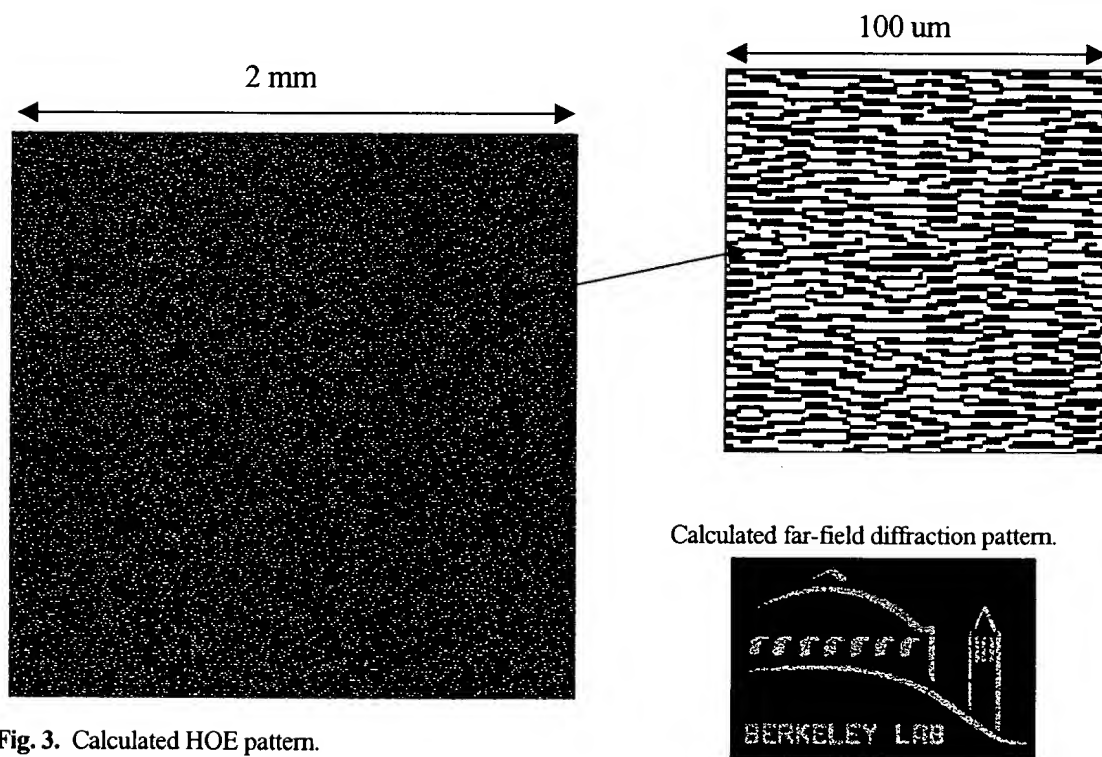 100 um
2 mm
Calculated far-field diffraction pattern.
BERKELEY LAB
Fig. 3. Calculated HOE pattern.